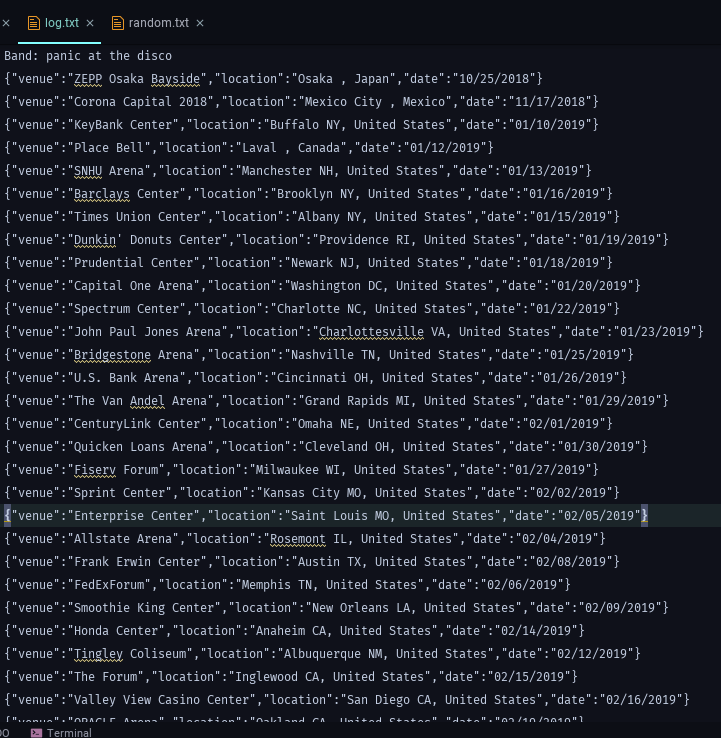 log.txt random.txt
Band: panic at the disco
{"venue":"ZEPP Osaka Bayside","location":"Osaka , Japan","date":"10/25/2018"}
{"venue":"Corona Capital 2018","location":"Mexico City , Mexico","date":"11/17/2018"}
{"venue":"KeyBank Center","location":"Buffalo NY, United States","date":"01/10/2019"}
{"venue":"Place Bell","location":"Laval , Canada","date":"01/12/2019"}
{"venue":"SNHU Arena","location":"Manchester NH, United States","date":"01/13/2019"}
{"venue":"Barclays Center","location":"Brooklyn NY, United States","date":"01/16/2019"}
{"venue":"Times Union Center","location":"Albany NY, United States","date":"01/15/2019"}
{"venue":"Dunkin' Donuts Center","location":"Providence RI, United States","date":"01/19/2019"}
{"venue":"Prudential Center","location":"Newark NJ, United States","date":"01/18/2019"}
{"venue":"Capital One Arena","location":"Washington DC, United States","date":"01/20/2019"}
{"venue":"Spectrum Center","location":"Charlotte NC, United States","date":"01/22/2019"}
{"venue":"John Paul Jones Arena","location":"Charlottesville VA, United States","date":"01/23/2019"}
{"venue":"Bridgestone Arena","location":"Nashville TN, United States","date":"01/25/2019"}
{"venue":"U.S. Bank Arena","location":"Cincinnati OH, United States","date":"01/26/2019"}
{"venue":"The Van Andel Arena","location":"Grand Rapids MI, United States","date":"01/29/2019"}
{"venue":"CenturyLink Center","location":"Omaha NE, United States","date":"02/01/2019"}
{"venue":"Quicken Loans Arena","location":"Cleveland OH, United States","date":"01/30/2019"}
{"venue":"Fiserv Forum","location":"Milwaukee WI, United States","date":"01/27/2019"}
{"venue":"Sprint Center","location":"Kansas City MO, United States","date":"02/02/2019"}
{"venue":"Enterprise Center","location":"Saint Louis MO, United States","date":"02/05/2019"}
{"venue":"Allstate Arena","location":"Rosemont IL, United States","date":"02/04/2019"}
{"venue":"Frank Erwin Center","location":"Austin TX, United States","date":"02/08/2019"}
{"venue":"FedExForum","location":"Memphis TN, United States","date":"02/06/2019"}
{"venue":"Smoothie King Center","location":"New Orleans LA, United States","date":"02/09/2019"}
{"venue":"Honda Center","location":"Anaheim CA, United States","date":"02/14/2019"}
{"venue":"Tingley Coliseum","location":"Albuquerque NM, United States","date":"02/12/2019"}
{"venue":"The Forum","location":"Inglewood CA, United States","date":"02/15/2019"}
{"venue":"Valley View Casino Center","location":"San Diego CA, United States","date":"02/16/2019"}
{"venue":"ORACLE Arena","location":"Oakland CA, United States","date":
Terminal